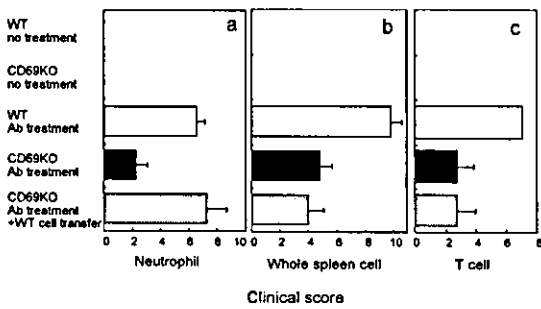 a b c
WT
no treatment
CD69KO
no treatment
WT
Ab treatment
CD69KO
Ab treatment
CD69KO
Ab treatment
+WT cell transfer
0 2 4 6 8 10 0 2 4 6 8 10 0 2 4 6 8
Neutrophil Whole spleen cell T cell
Clinical score